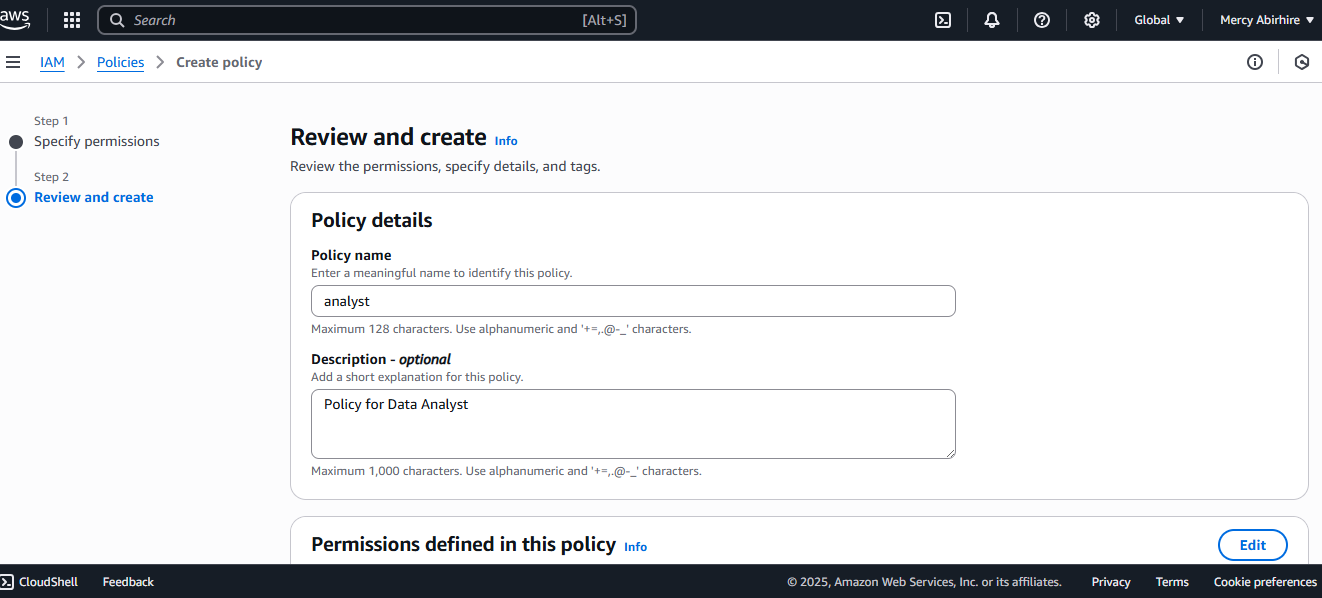 aws Search [Alt+S] Global Mercy Abirhire
IAM Policies Create policy
Step 1
Specify permissions
Step 2
Review and create
Review and create Info
Review the permissions, specify details, and tags.
Policy details
Policy name
Enter a meaningful name to identify this policy.
analyst
Maximum 128 characters. Use alphanumeric and '+=,.@-_' characters.
Description - optional
Add a short explanation for this policy.
Policy for Data Analyst
Maximum 1,000 characters. Use alphanumeric and '+=,.@-_' characters.
Permissions defined in this policy Info Edit
CloudShell Feedback © 2025, Amazon Web Services, Inc. or its affiliates. Privacy Terms Cookie preferences